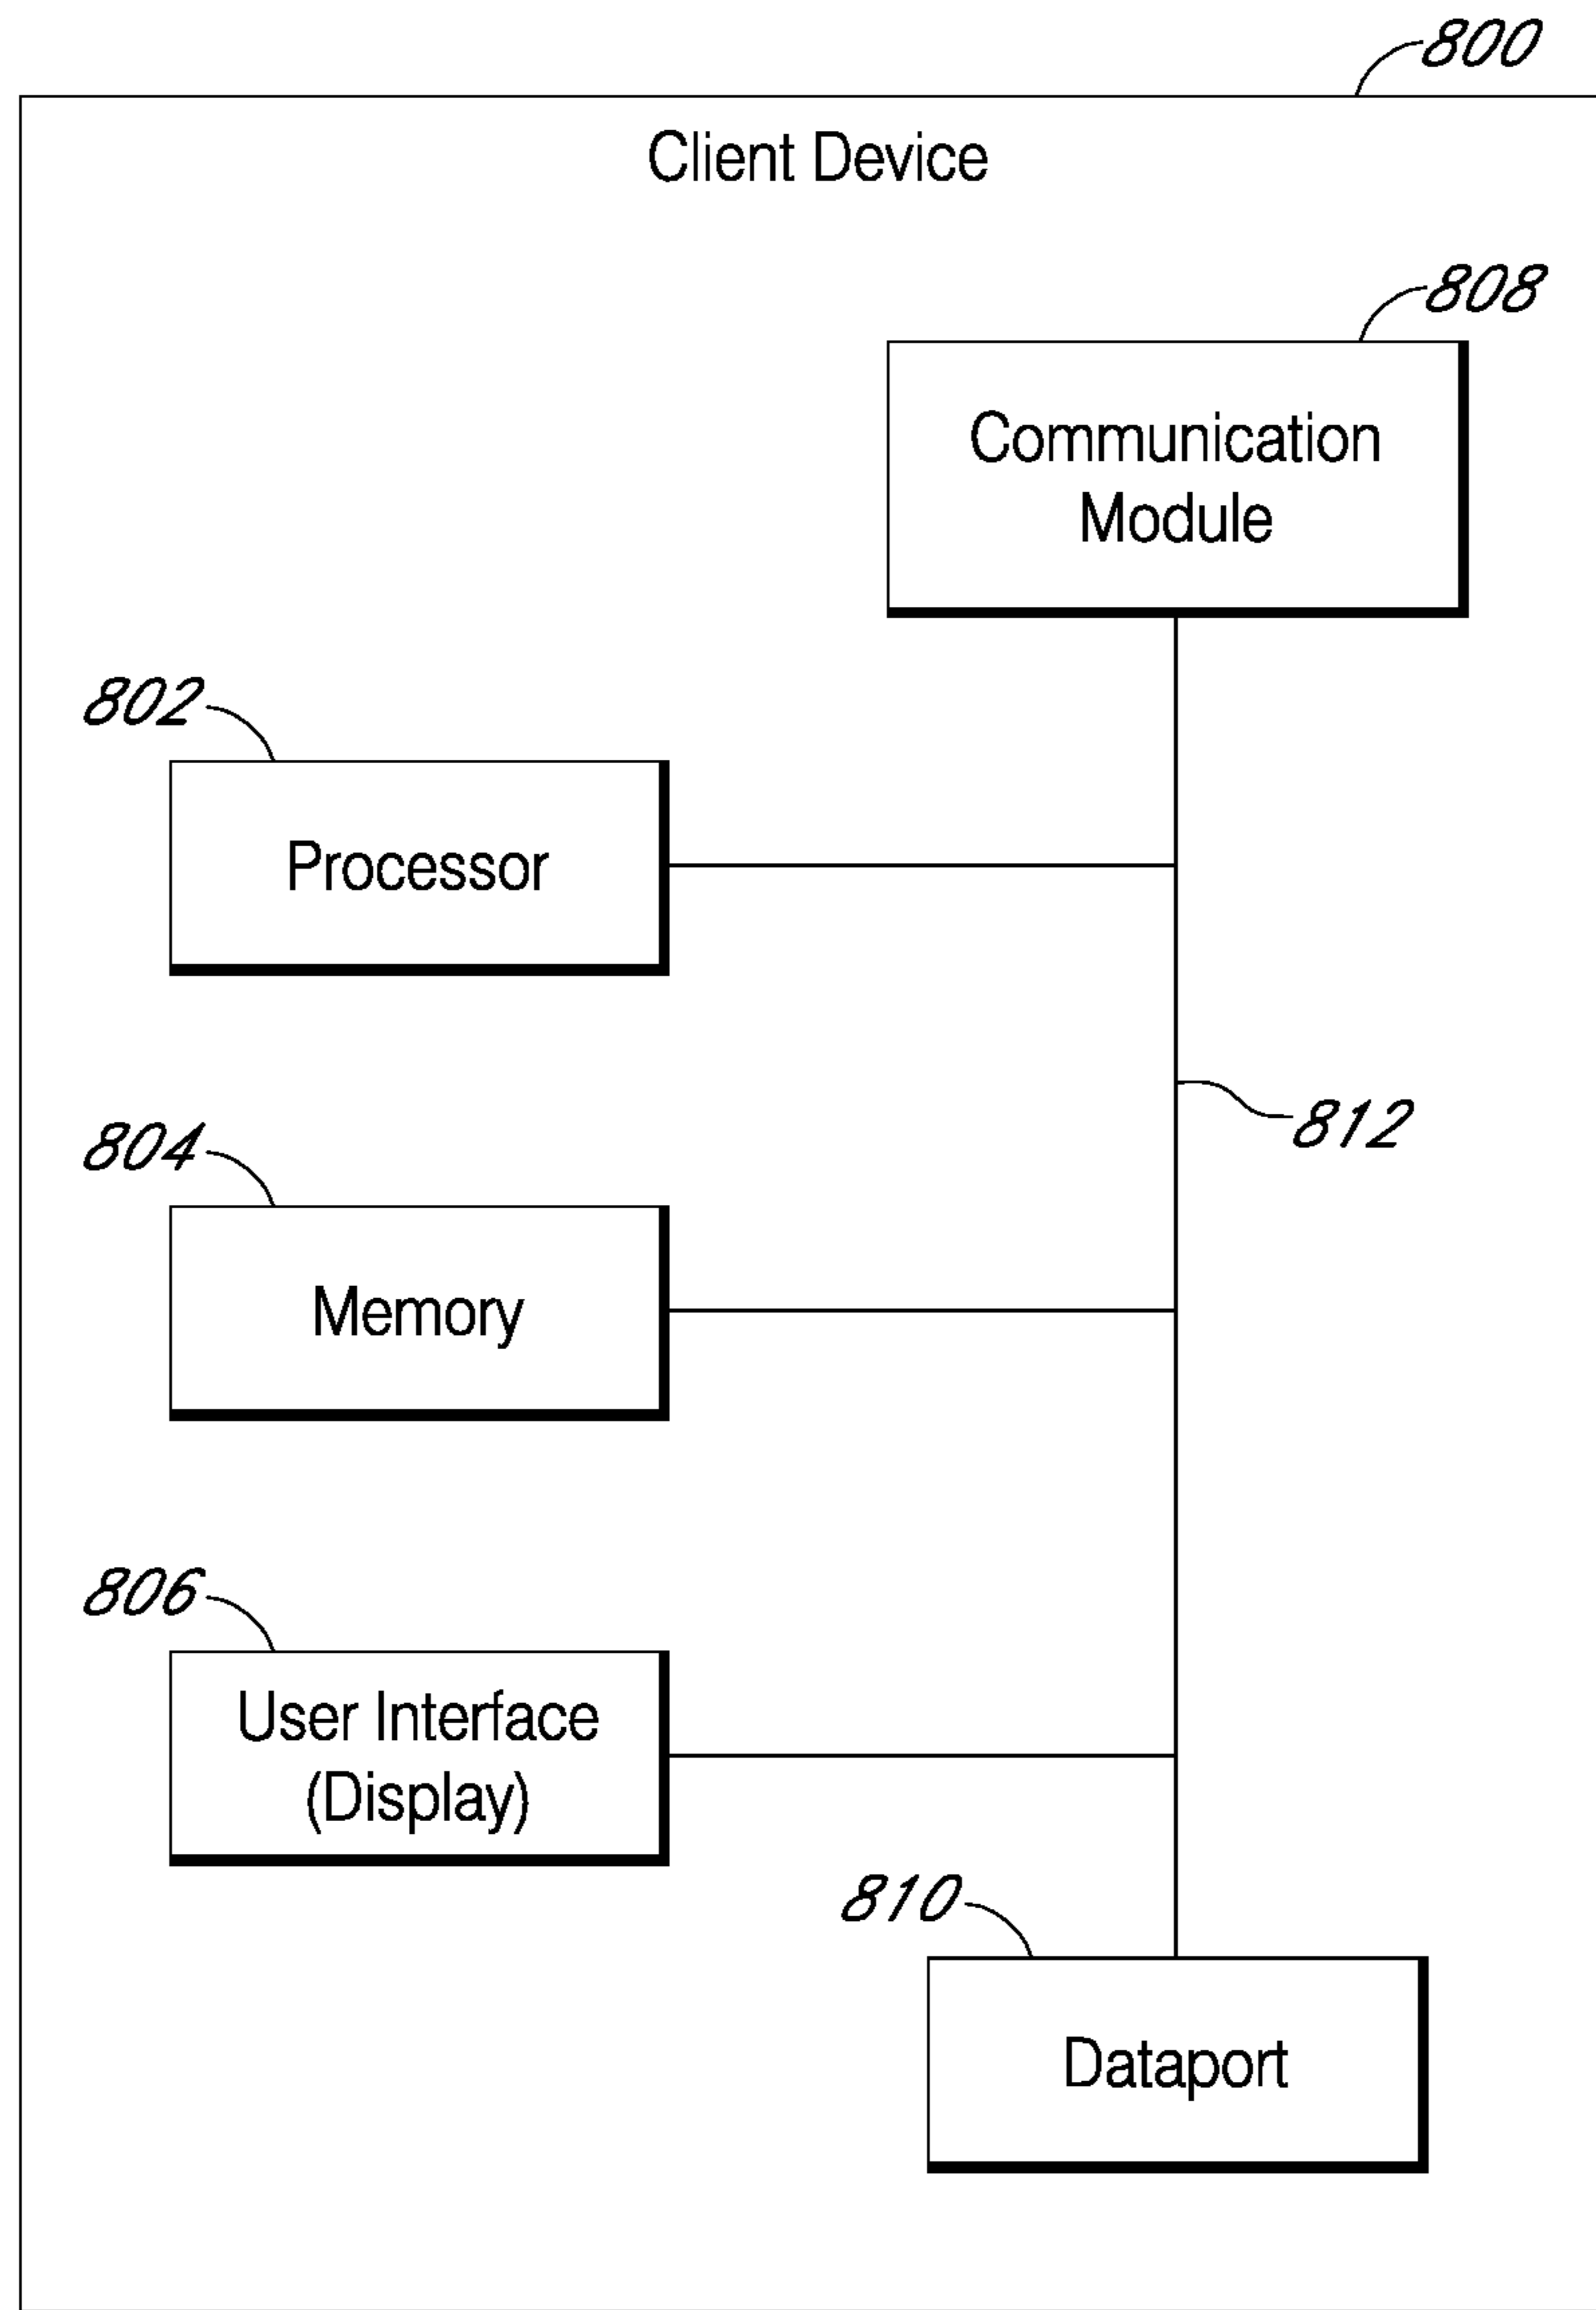 800
Client Device
808
Communication
Module
802
Processor
812
804
Memory
806
User Interface
(Display)
810
Dataport